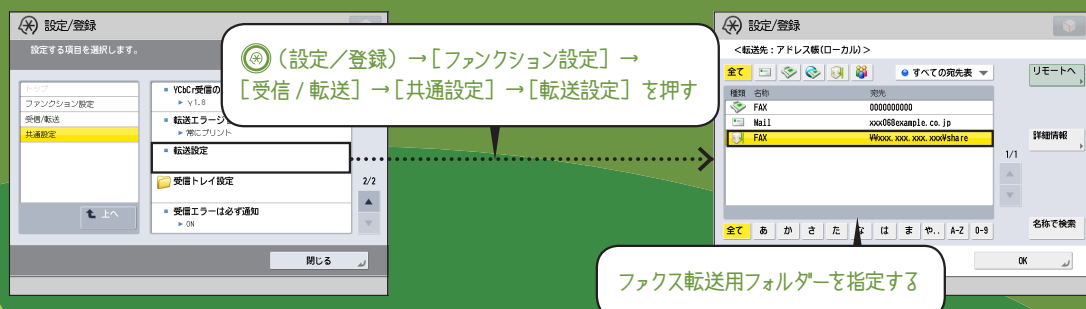 設定/登録
設定する項目を選択します。
トップ
ファンクション設定
受信/転送
共通設定
上へ
YCbCr受信の
γ1.8
転送エラー
常にプリント
転送設定
受信トレイ設定
受信エラーは必ず通知
ON
2/2
閉じる
(設定／登録)→[ファンクション設定]→
[受信/転送]→[共通設定]→[転送設定]を押す
設定/登録
<転送先：アドレス帳(ローカル)>
全て
すべての宛先表
種類 名称 宛先
FAX 0000000000
Mail xxx068example.co.jp
FAX ¥¥xxx.xxx.xxx.xxx¥share
1/1
全て あ か さ た な は ま や.. A-Z 0-9
リモートへ
詳細情報
名称で検索
OK
ファクス転送用フォルダーを指定する